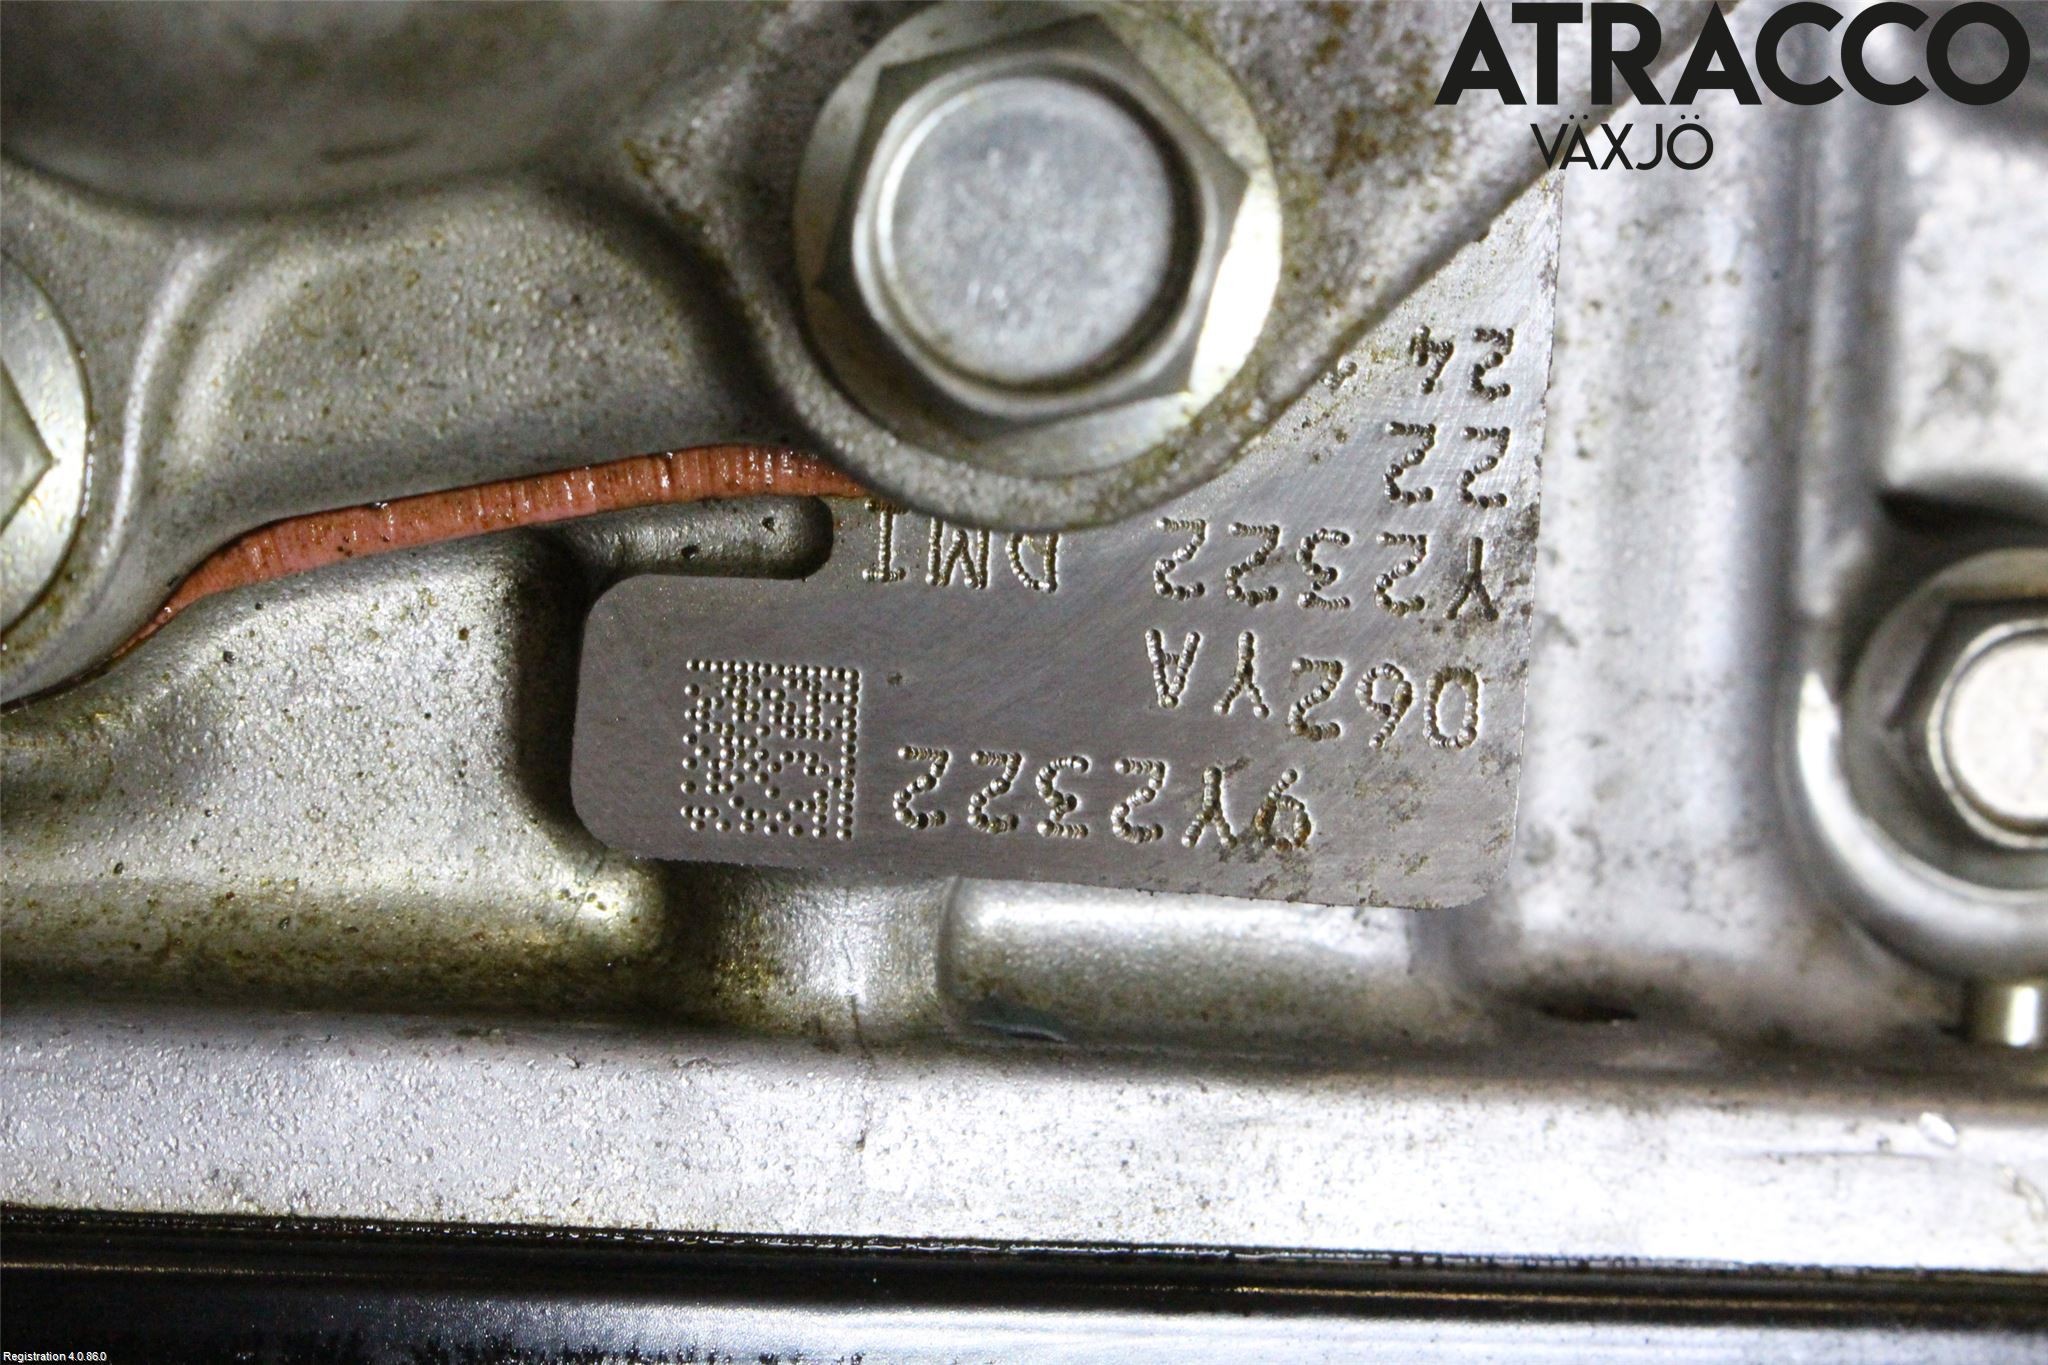 ATRACCO
VÄXJÖ
9Y2322
062YA
Y2322 DMI
22
24
Registration 4.0.86.0